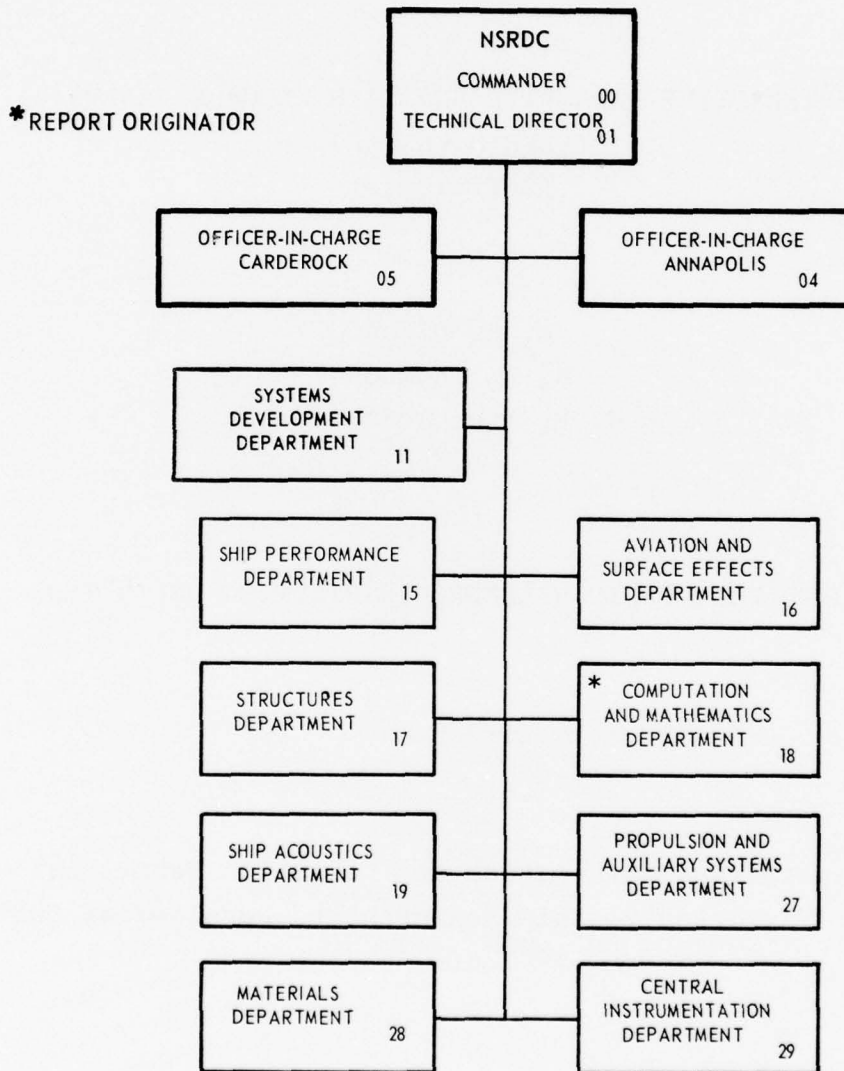 NSRDC
COMMANDER
00
TECHNICAL DIRECTOR
01
* REPORT ORIGINATOR
OFFICER-IN-CHARGE
CARDEROCK
05
OFFICER-IN-CHARGE
ANNAPOLIS
04
SYSTEMS
DEVELOPMENT
DEPARTMENT
11
SHIP PERFORMANCE
DEPARTMENT
15
AVIATION AND
SURFACE EFFECTS
DEPARTMENT
16
STRUCTURES
DEPARTMENT
17
* COMPUTATION
AND MATHEMATICS
DEPARTMENT
18
SHIP ACOUSTICS
DEPARTMENT
19
PROPULSION AND
AUXILIARY SYSTEMS
DEPARTMENT
27
MATERIALS
DEPARTMENT
28
CENTRAL
INSTRUMENTATION
DEPARTMENT
29